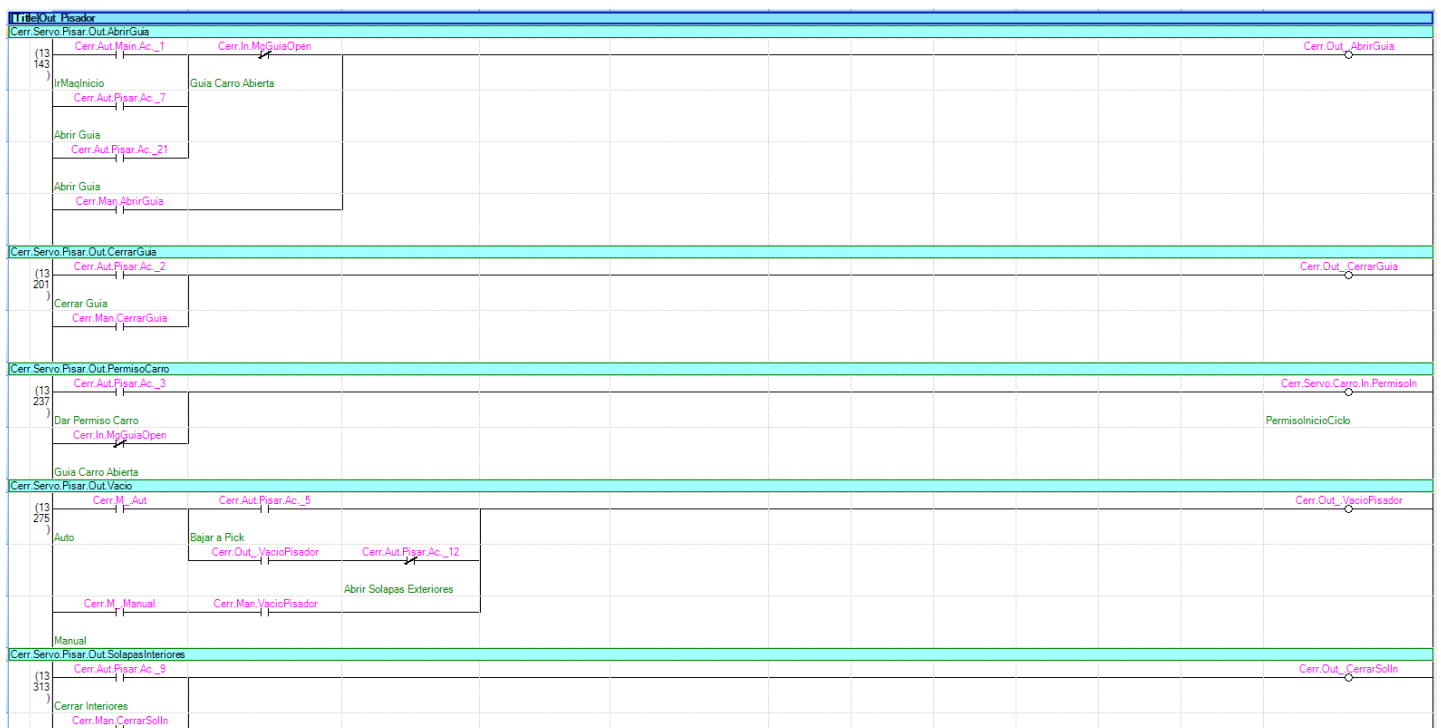 [Title]Out_Pisador
Cerr.Servo.Pisar.Out.AbrirGuia
Cerr.Aut.Main.Ac._1 Cerr.In.MgGuiaOpen Cerr.Out_.AbrirGuia
(13
143
)
IrMaqInicio Guia Carro Abierta
Cerr.Aut.Pisar.Ac._7
Abrir Guia
Cerr.Aut.Pisar.Ac._21
Abrir Guia
Cerr.Man.AbrirGuia
Cerr.Servo.Pisar.Out.CerrarGuia
Cerr.Aut.Pisar.Ac._2 Cerr.Out_.CerrarGuia
(13
201
)
Cerrar Guia
Cerr.Man.CerrarGuia
Cerr.Servo.Pisar.Out.PermisoCarro
Cerr.Aut.Pisar.Ac._3 Cerr.Servo.Carro.In.PermisoIn
(13
237
)
Dar Permiso Carro PermisoInicioCiclo
Cerr.In.MgGuiaOpen
Guia Carro Abierta
Cerr.Servo.Pisar.Out.Vacio
Cerr.M_.Aut Cerr.Aut.Pisar.Ac._5 Cerr.Out_.VacioPisador
(13
275
)
Auto Bajar a Pick
Cerr.Out_.VacioPisador Cerr.Aut.Pisar.Ac._12
Abrir Solapas Exteriores
Cerr.M_.Manual Cerr.Man.VacioPisador
Manual
Cerr.Servo.Pisar.Out.SolapasInteriores
Cerr.Aut.Pisar.Ac._9 Cerr.Out_.CerrarSolIn
(13
313
)
Cerrar Interiores
Cerr.Man.CerrarSolIn